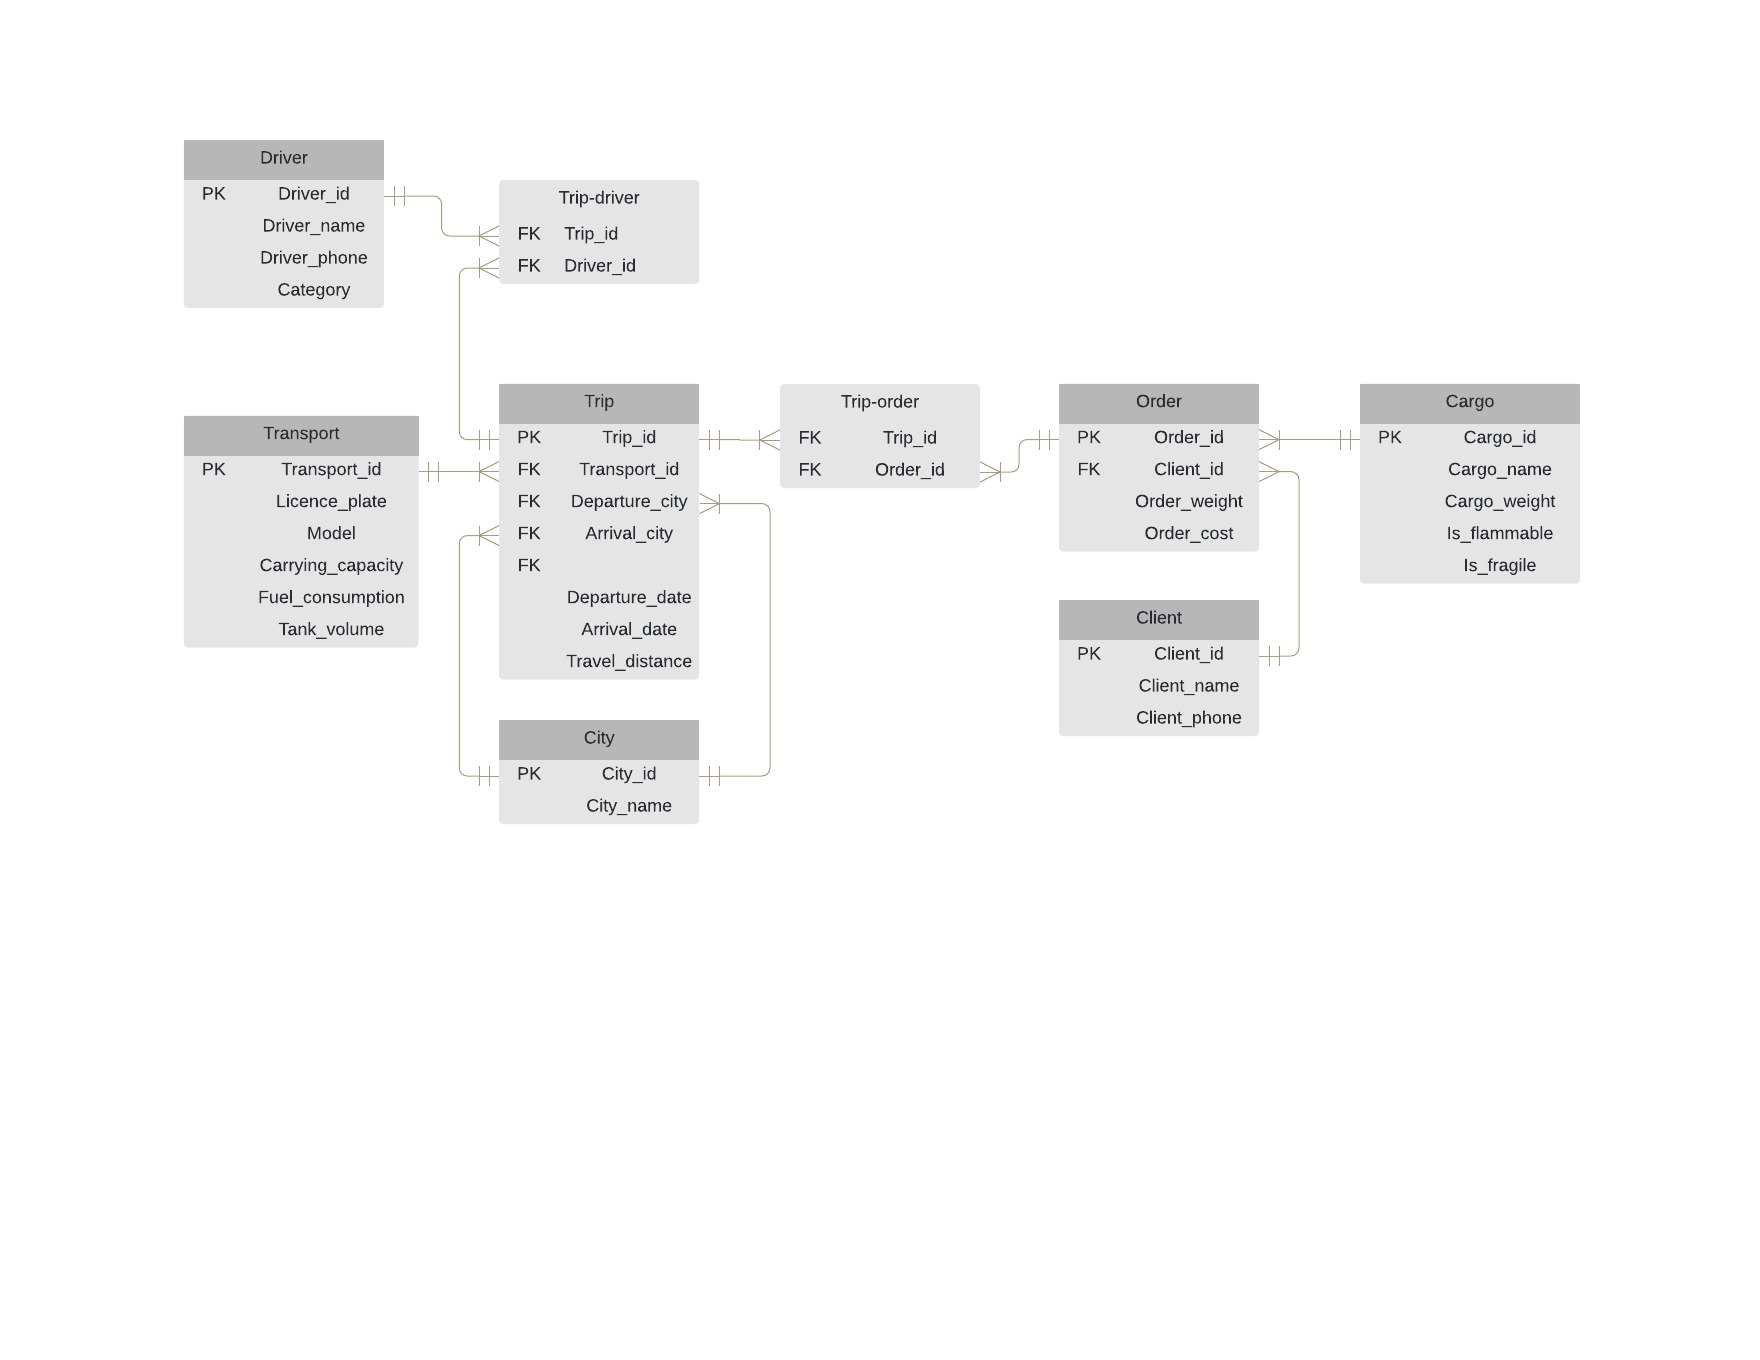 Driver
PK Driver_id
Driver_name
Driver_phone
Category
Trip-driver
FK Trip_id
FK Driver_id
Transport
PK Transport_id
Licence_plate
Model
Carrying_capacity
Fuel_consumption
Tank_volume
Trip
PK Trip_id
FK Transport_id
FK Departure_city
FK Arrival_city
FK
Departure_date
Arrival_date
Travel_distance
Trip-order
FK Trip_id
FK Order_id
Order
PK Order_id
FK Client_id
Order_weight
Order_cost
Cargo
PK Cargo_id
Cargo_name
Cargo_weight
Is_flammable
Is_fragile
Client
PK Client_id
Client_name
Client_phone
City
PK City_id
City_name